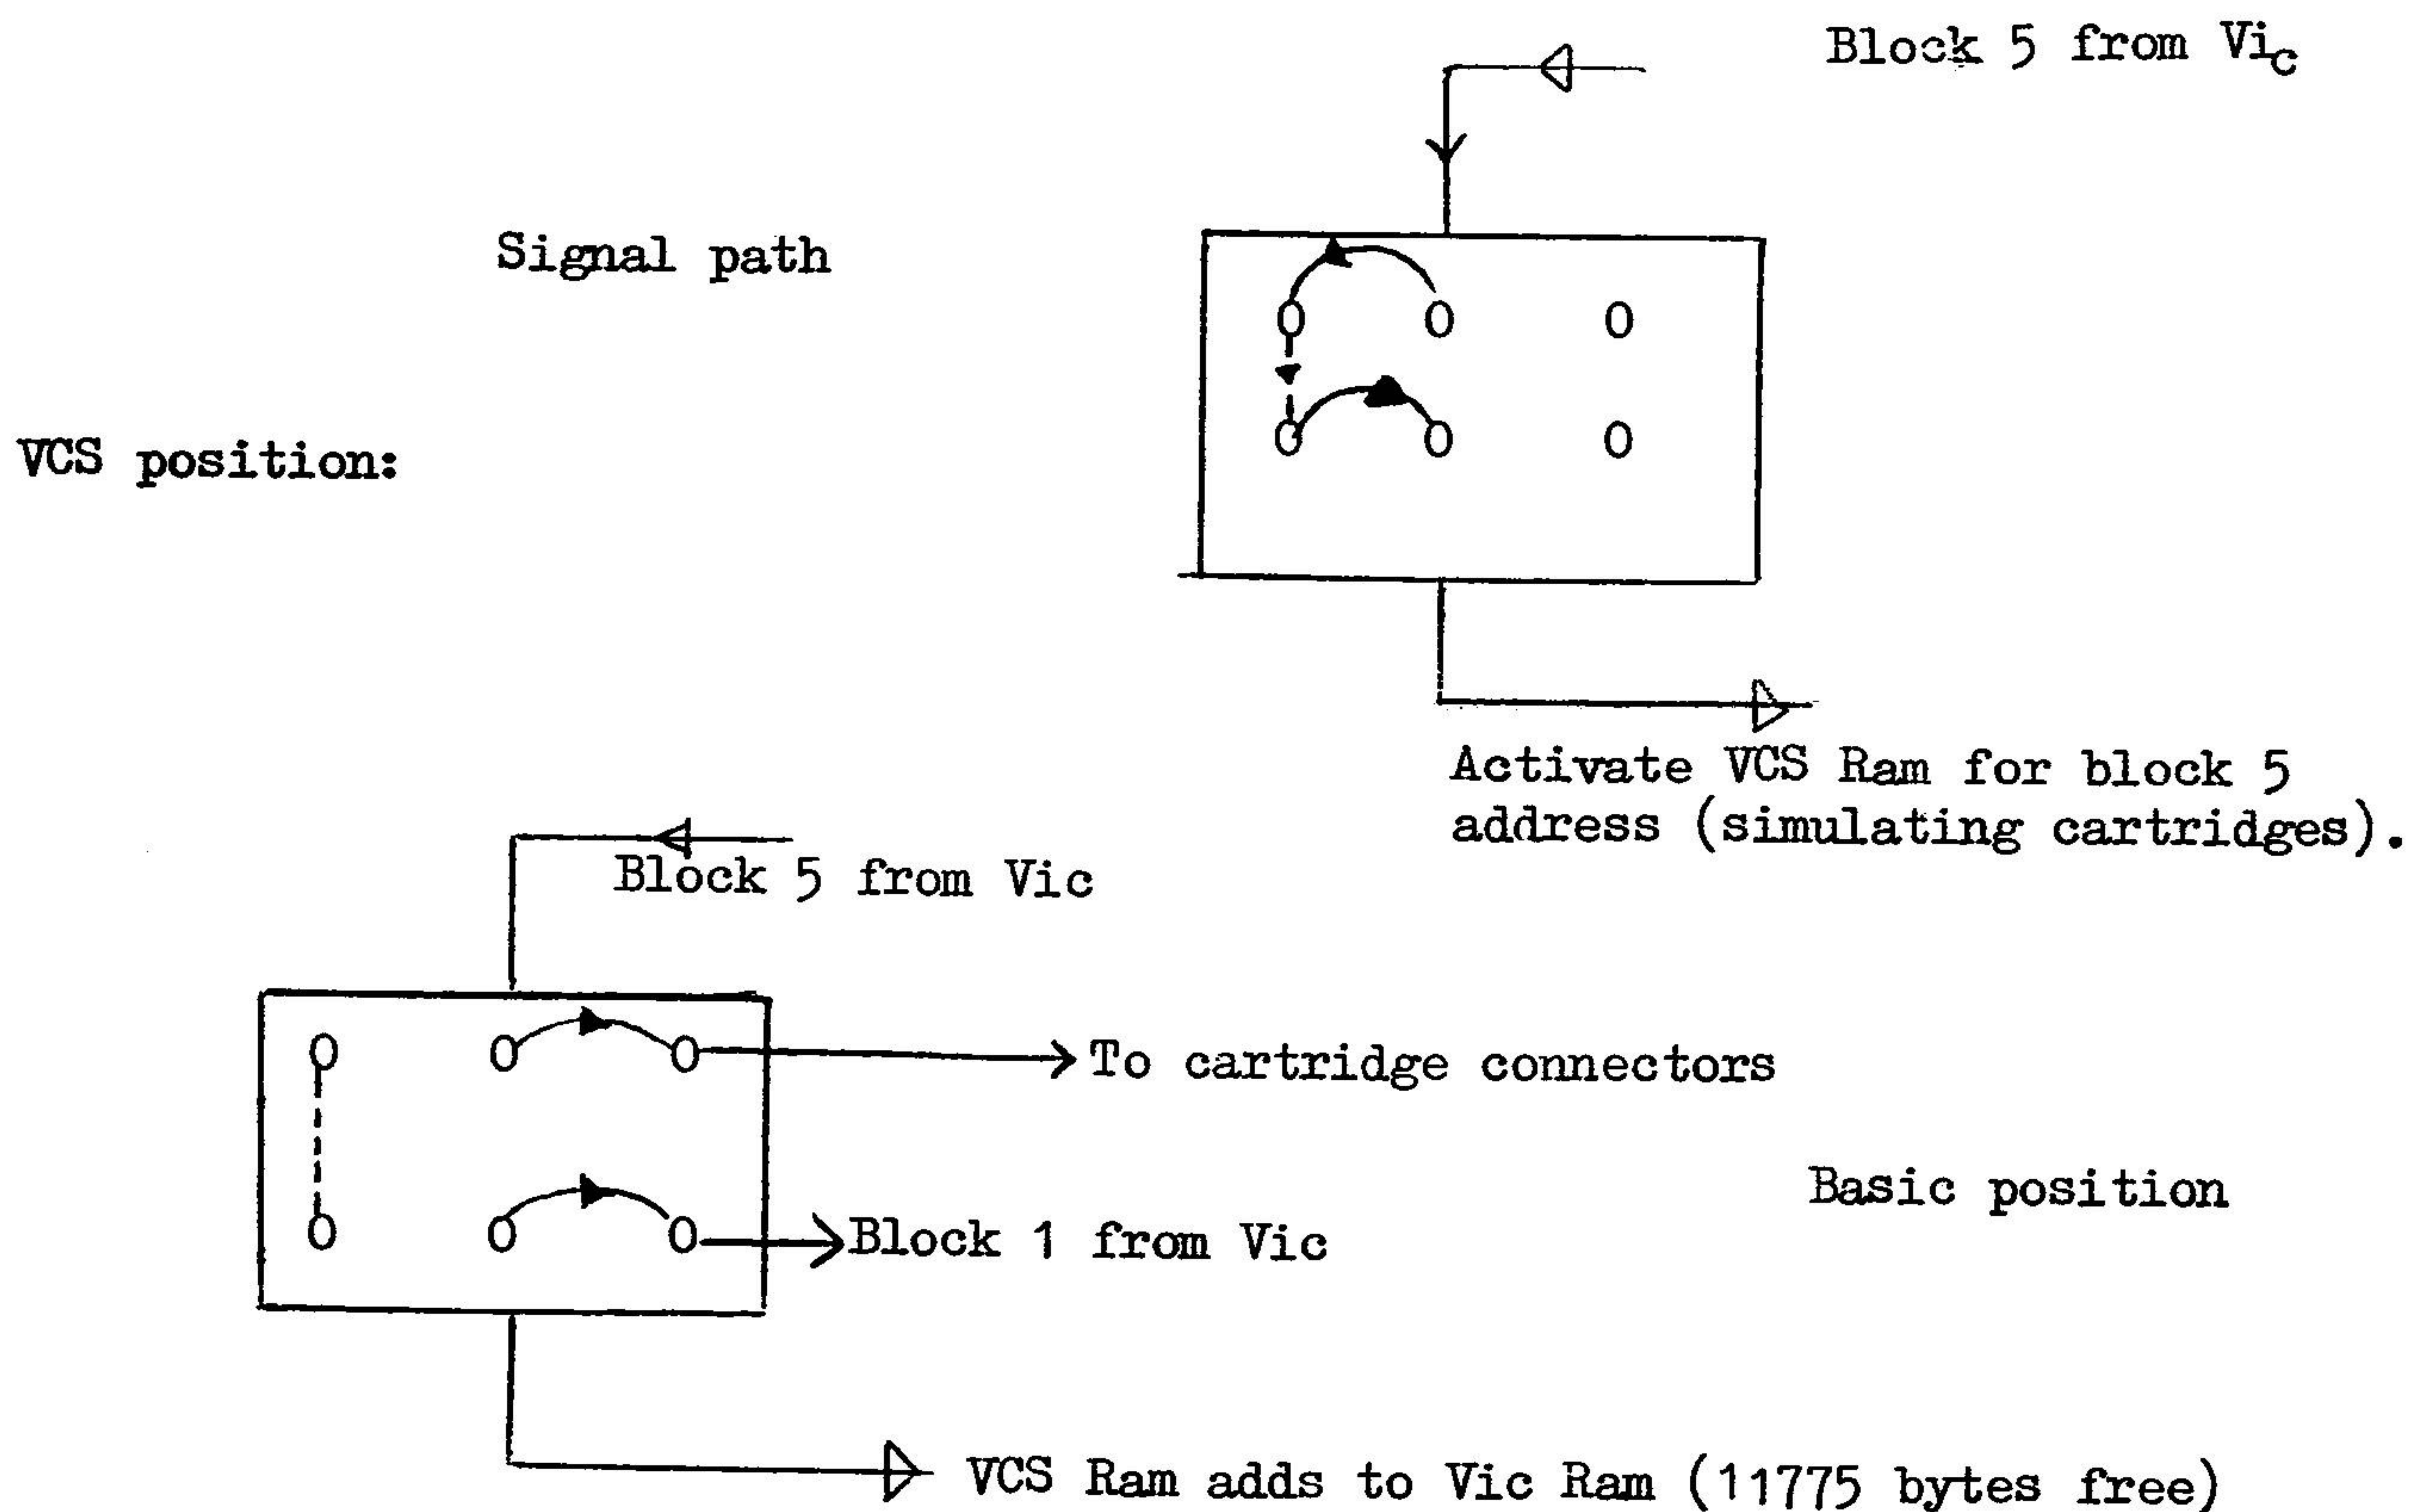 Block 5 from Vic
Signal path
VCS position:
Activate VCS Ram for block 5
address (simulating cartridges).
Block 5 from Vic
To cartridge connectors
Block 1 from Vic
Basic position
VCS Ram adds to Vic Ram (11775 bytes free)